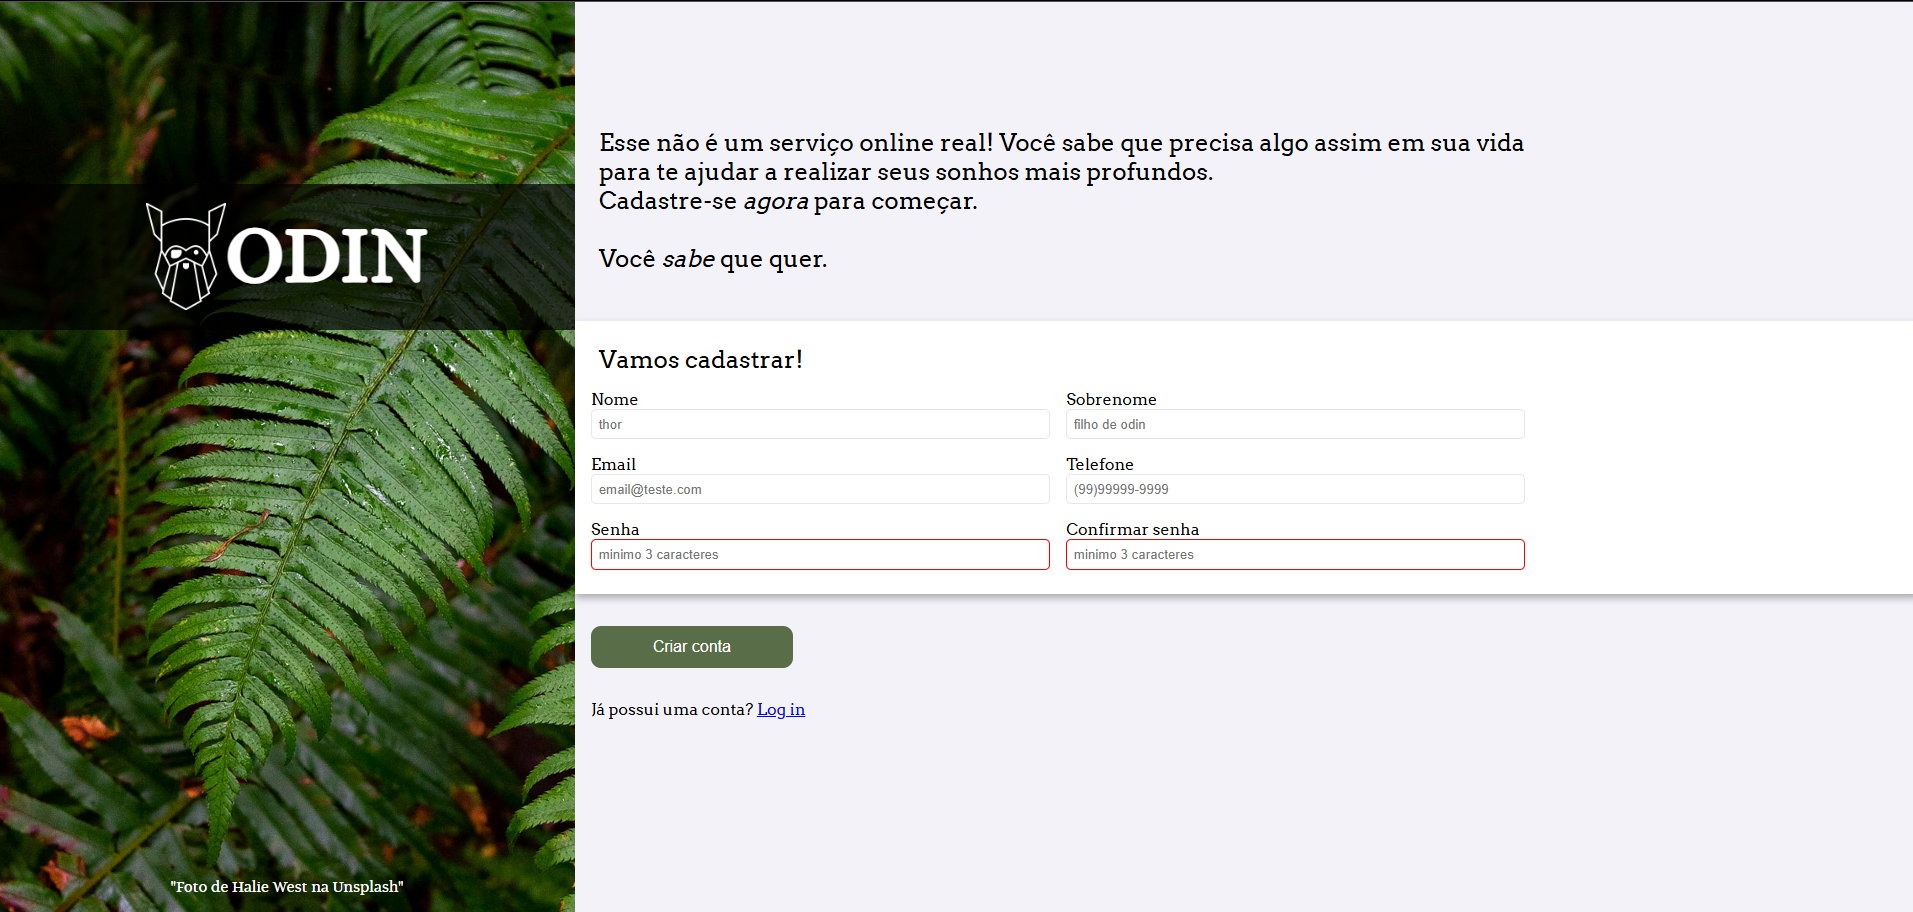 ODIN
"Foto de Halie West na Unsplash"
Esse não é um serviço online real! Você sabe que precisa algo assim em sua vida
para te ajudar a realizar seus sonhos mais profundos.
Cadastre-se agora para começar.
Você sabe que quer.
Vamos cadastrar!
Nome
thor
Sobrenome
filho de odin
Email
email@teste.com
Telefone
(99)99999-9999
Senha
minimo 3 caracteres
Confirmar senha
minimo 3 caracteres
Criar conta
Já possui uma conta? Log in